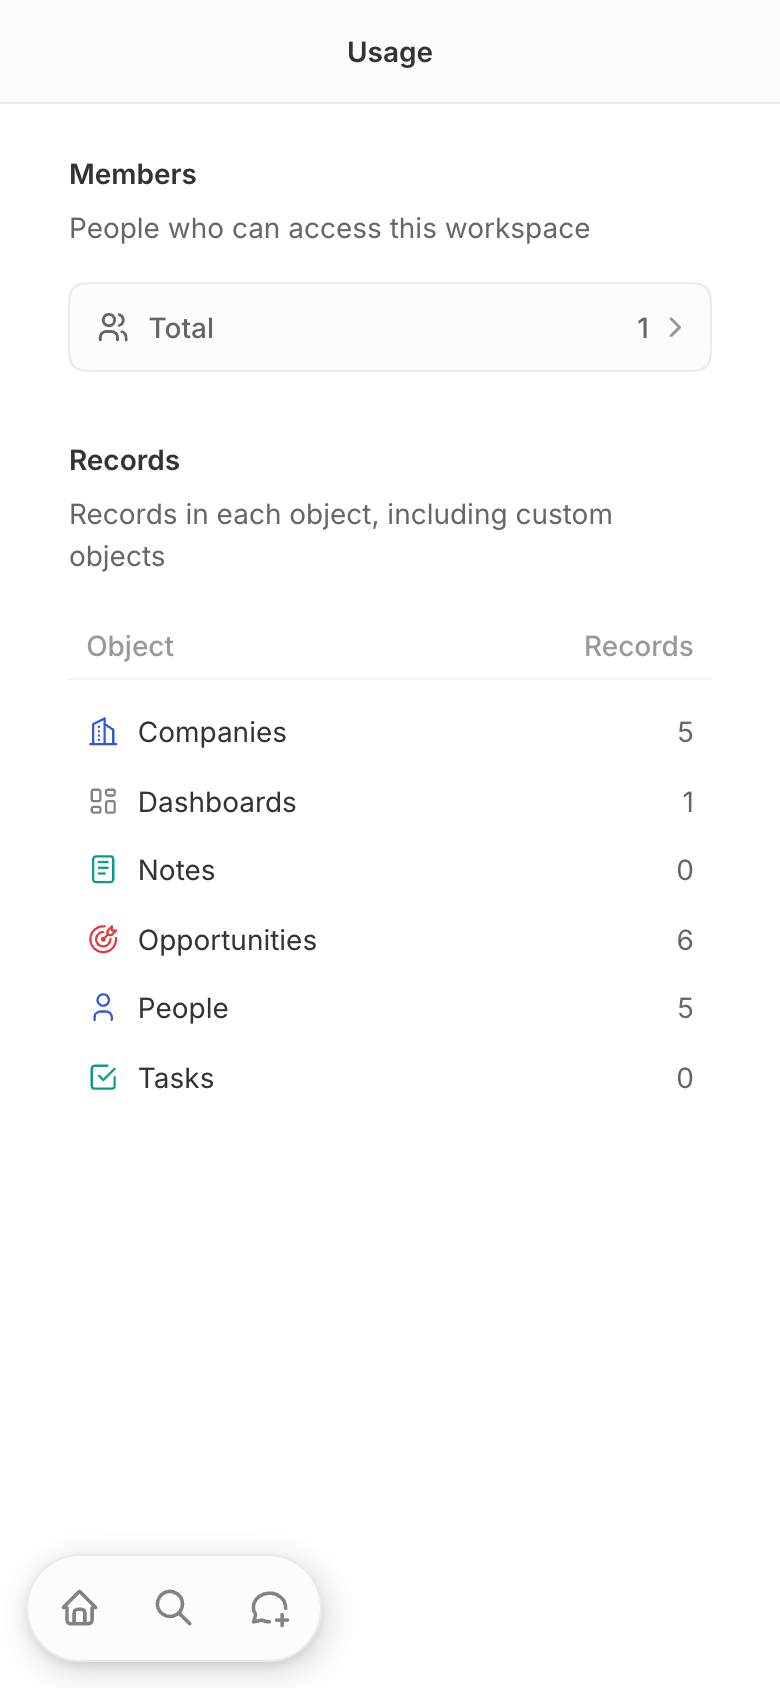 Usage
Members
People who can access this workspace
Total 1
Records
Records in each object, including custom
objects
Object Records
Companies 5
Dashboards 1
Notes 0
Opportunities 6
People 5
Tasks 0